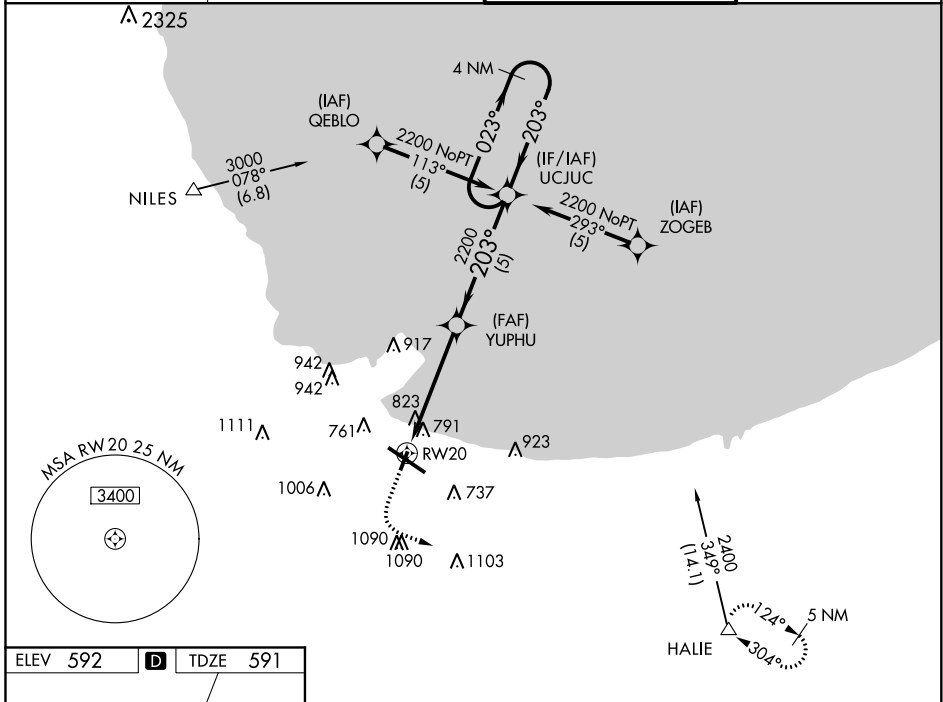 2325
4 NM
(IAF)
QEBLO
023°
203°
2200 NoPT
113°
(5)
(IF/IAF)
UCJUC
3000
078°
(6.8)
NILES
2200 NoPT
293°
(5)
(IAF)
ZOGEB
2200
203°
(5)
(FAF)
YUPHU
917
942
942
823
791
1111
761
923
RW20
MSA RW20 25 NM
3400
1006
737
1090
1090
1103
2400
349°
(14.1)
124°
5 NM
HALIE
304°
ELEV 592
D
TDZE 591